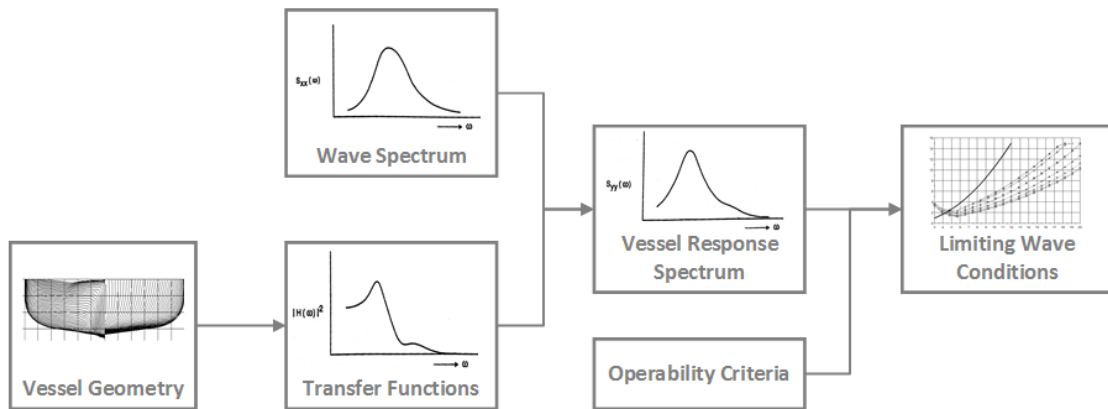 Sxx(ω)
ω
Wave Spectrum
Syy(ω)
ω
Vessel Response
Spectrum
Limiting Wave
Conditions
|H(ω)|²
ω
Vessel Geometry
Transfer Functions
Operability Criteria